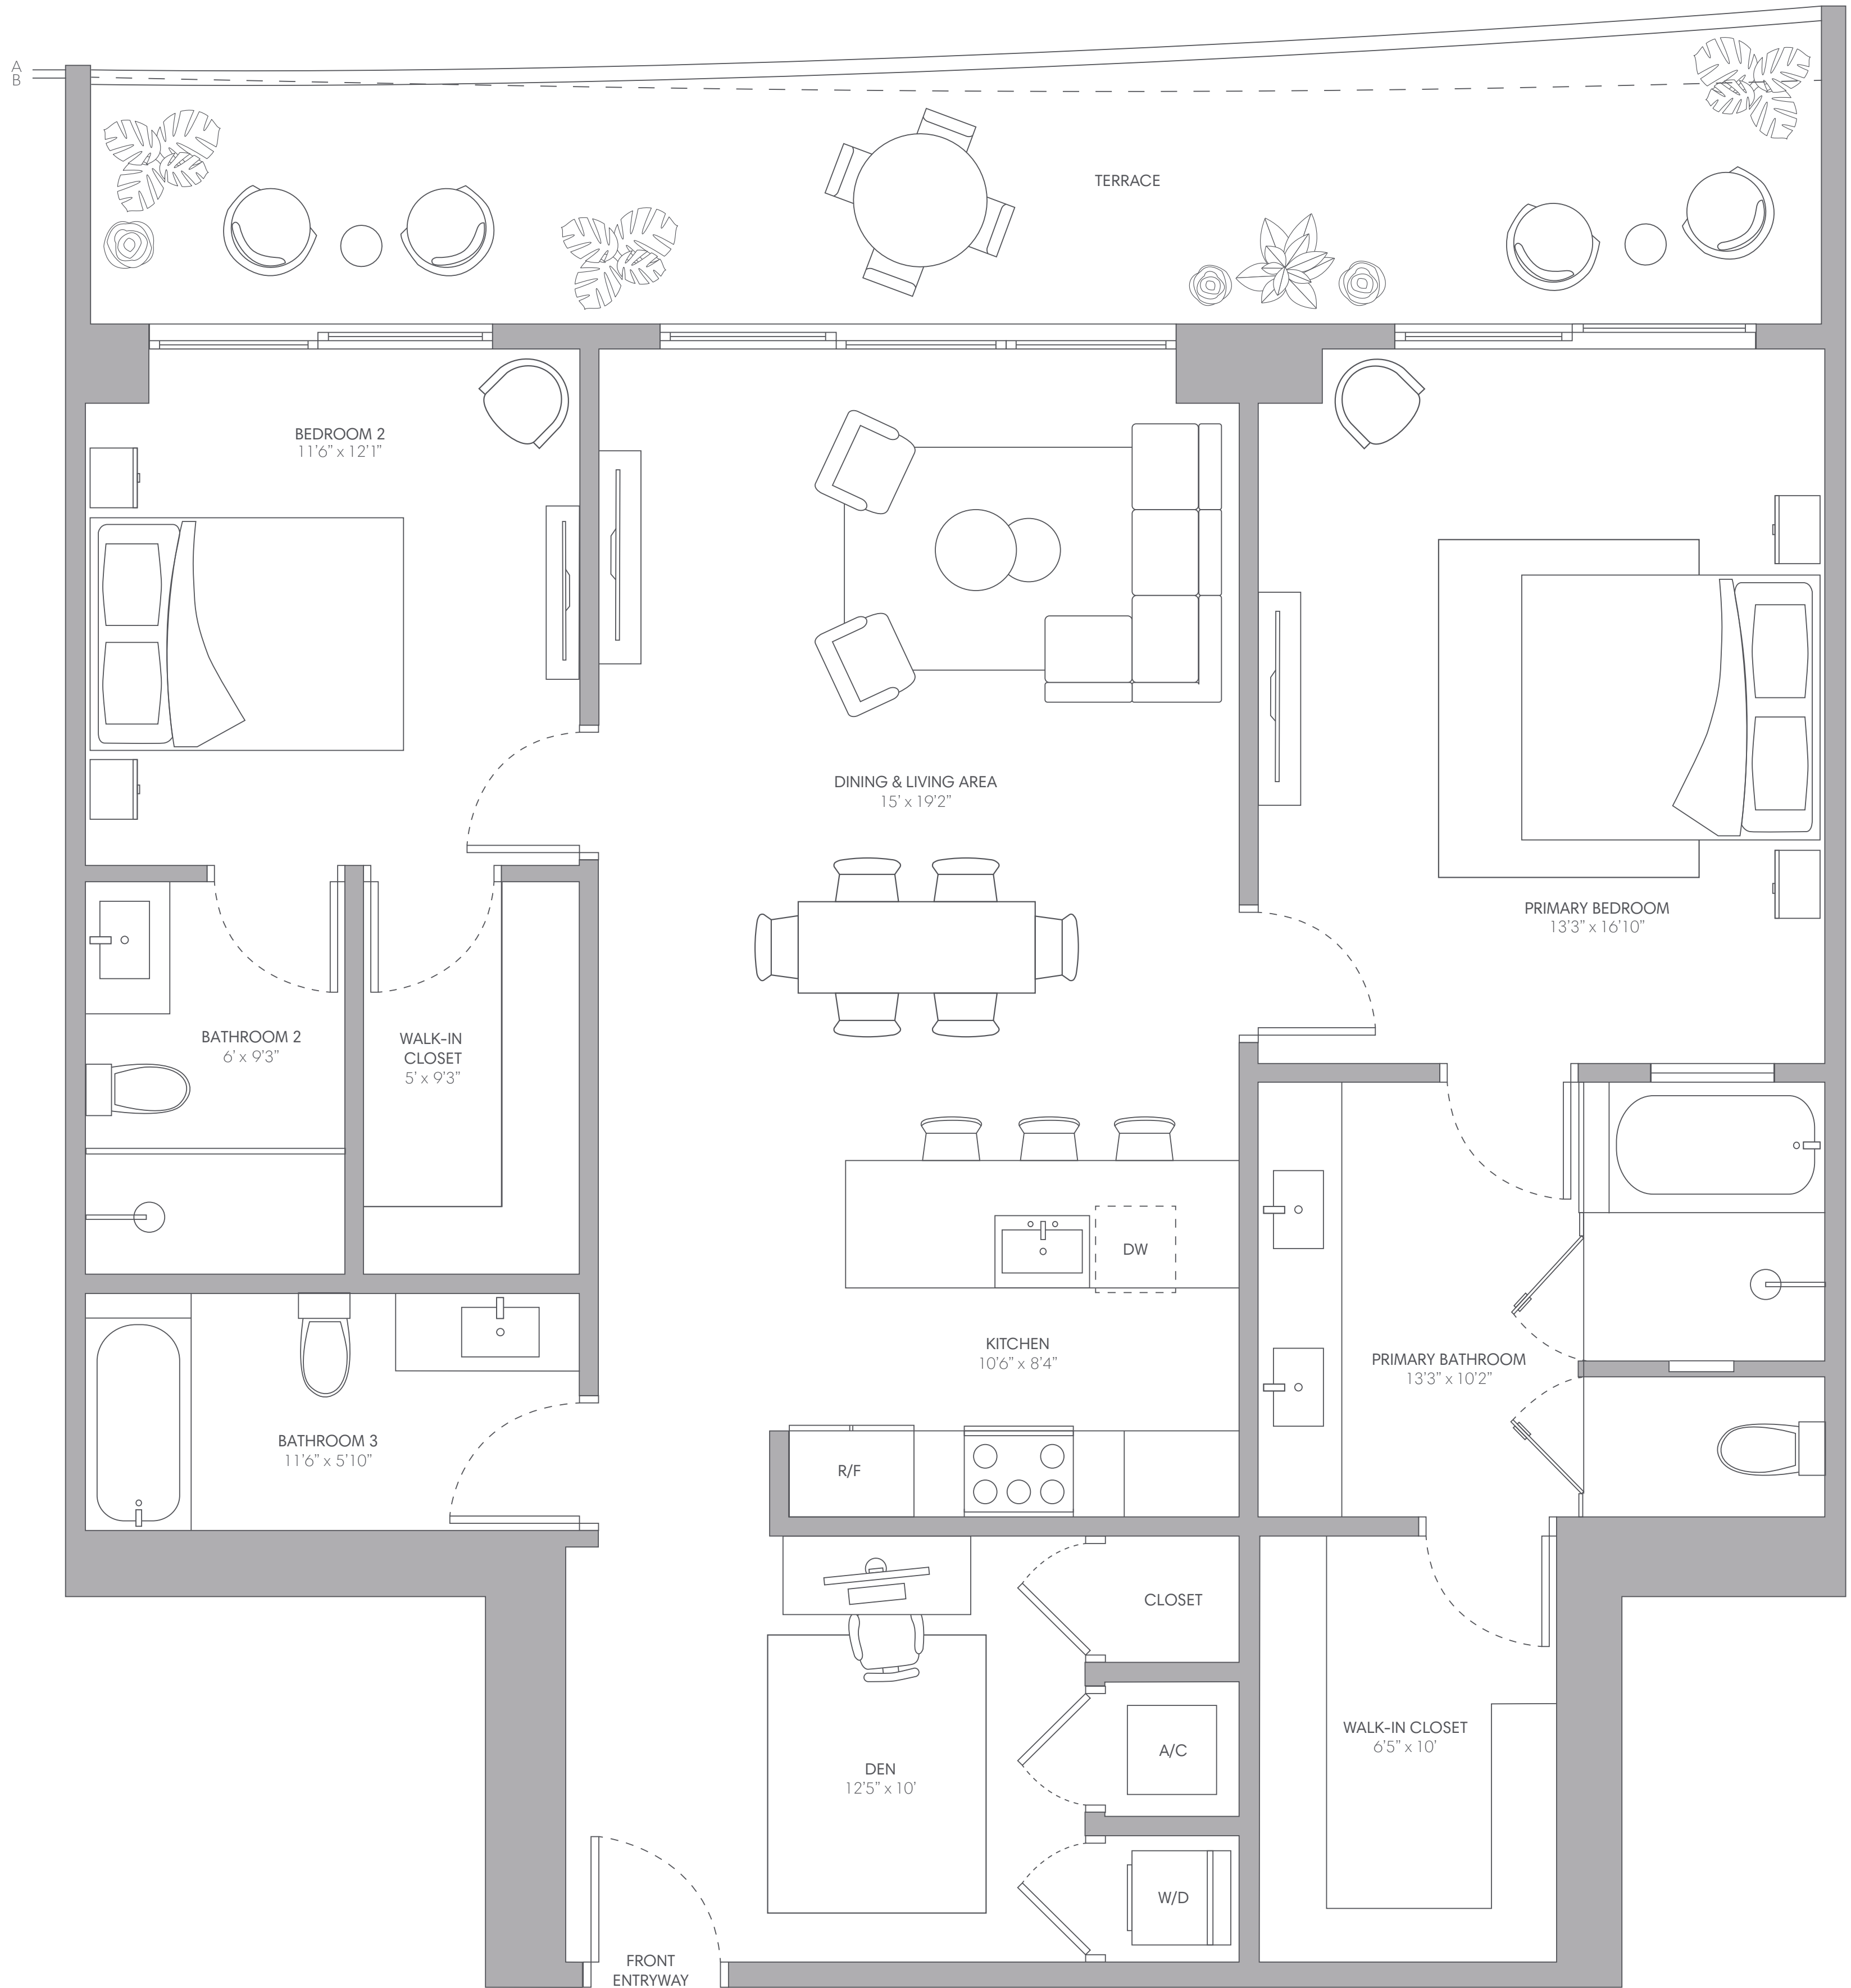 A
B
TERRACE
BEDROOM 2
11'6” x 12'1”
DINING & LIVING AREA
15' x 19'2”
PRIMARY BEDROOM
13'3” x 16'10”
BATHROOM 2
6' x 9'3”
WALK-IN
CLOSET
5' x 9'3”
DW
KITCHEN
10'6” x 8'4”
PRIMARY BATHROOM
13'3” x 10'2”
BATHROOM 3
11'6” x 5'10”
R/F
CLOSET
WALK-IN CLOSET
6'5” x 10'
A/C
DEN
12'5” x 10'
W/D
FRONT
ENTRYWAY